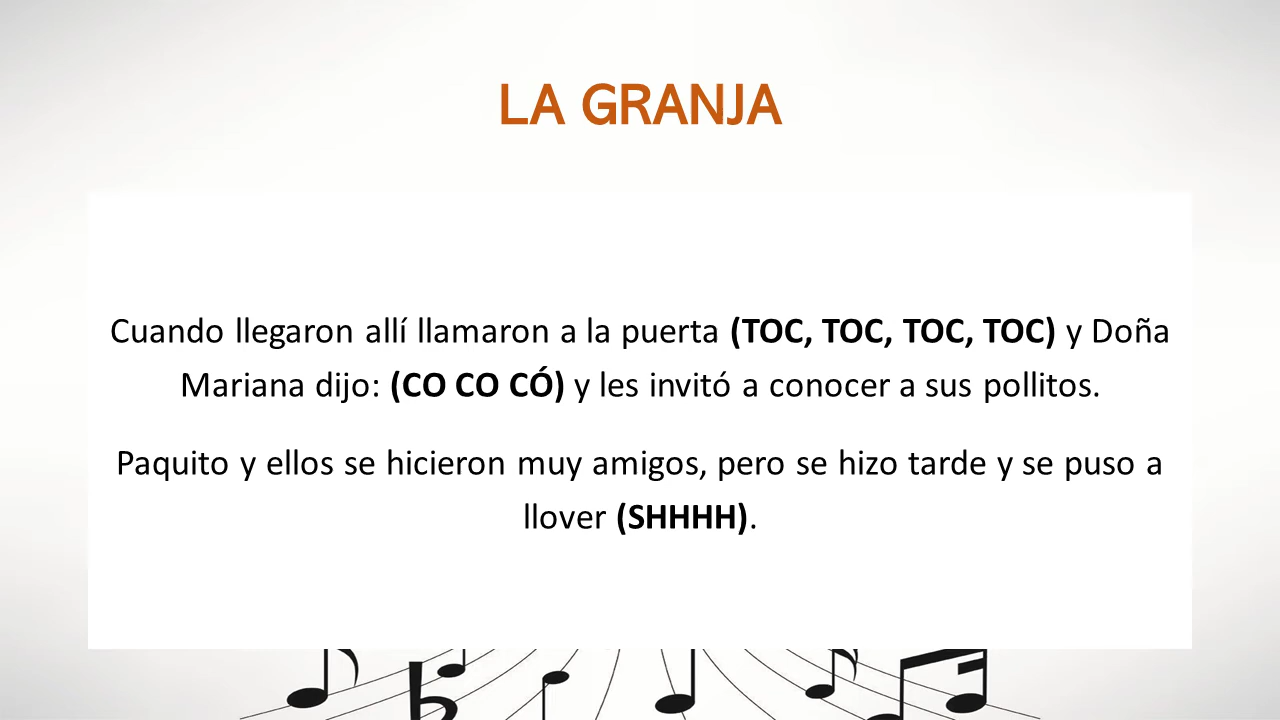 LA GRANJA
Cuando llegaron allí llamaron a la puerta (TOC, TOC, TOC, TOC) y Doña
Mariana dijo: (CO CO CÓ) y les invitó a conocer a sus pollitos.
Paquito y ellos se hicieron muy amigos, pero se hizo tarde y se puso a
llover (SHHHH).